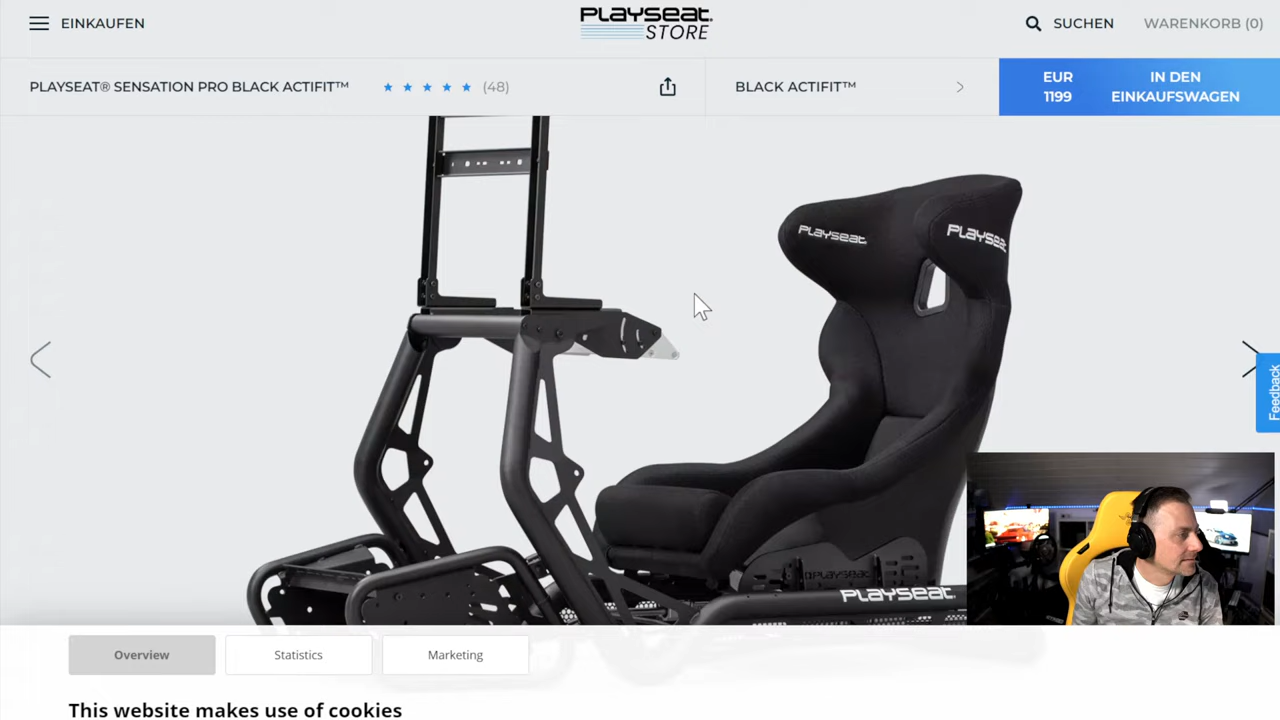 EINKAUFEN
PLAYSEAT®
STORE
SUCHEN
WARENKORB (0)
PLAYSEAT® SENSATION PRO BLACK ACTIFIT™
(48)
BLACK ACTIFIT™
EUR
1199
IN DEN
EINKAUFSWAGEN
PLAYSEAT
PLAYSEAT
Feedback
PLAYSEAT
PLAYSEAT
Overview
Statistics
Marketing
This website makes use of cookies